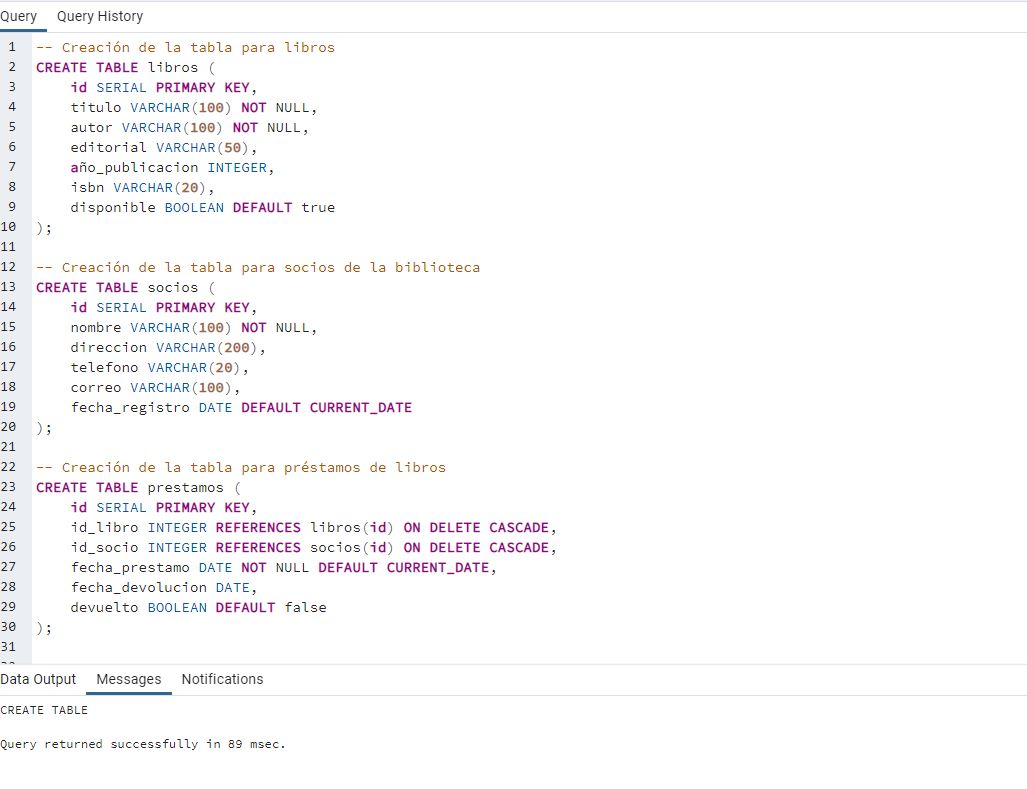 Query Query History
1 -- Creación de la tabla para libros
2 CREATE TABLE libros (
3     id SERIAL PRIMARY KEY,
4     titulo VARCHAR(100) NOT NULL,
5     autor VARCHAR(100) NOT NULL,
6     editorial VARCHAR(50),
7     año_publicacion INTEGER,
8     isbn VARCHAR(20),
9     disponible BOOLEAN DEFAULT true
10 );
11
12 -- Creación de la tabla para socios de la biblioteca
13 CREATE TABLE socios (
14     id SERIAL PRIMARY KEY,
15     nombre VARCHAR(100) NOT NULL,
16     direccion VARCHAR(200),
17     telefono VARCHAR(20),
18     correo VARCHAR(100),
19     fecha_registro DATE DEFAULT CURRENT_DATE
20 );
21
22 -- Creación de la tabla para préstamos de libros
23 CREATE TABLE prestamos (
24     id SERIAL PRIMARY KEY,
25     id_libro INTEGER REFERENCES libros(id) ON DELETE CASCADE,
26     id_socio INTEGER REFERENCES socios(id) ON DELETE CASCADE,
27     fecha_prestamo DATE NOT NULL DEFAULT CURRENT_DATE,
28     fecha_devolucion DATE,
29     devuelto BOOLEAN DEFAULT false
30 );
31
Data Output Messages Notifications
CREATE TABLE
Query returned successfully in 89 msec.